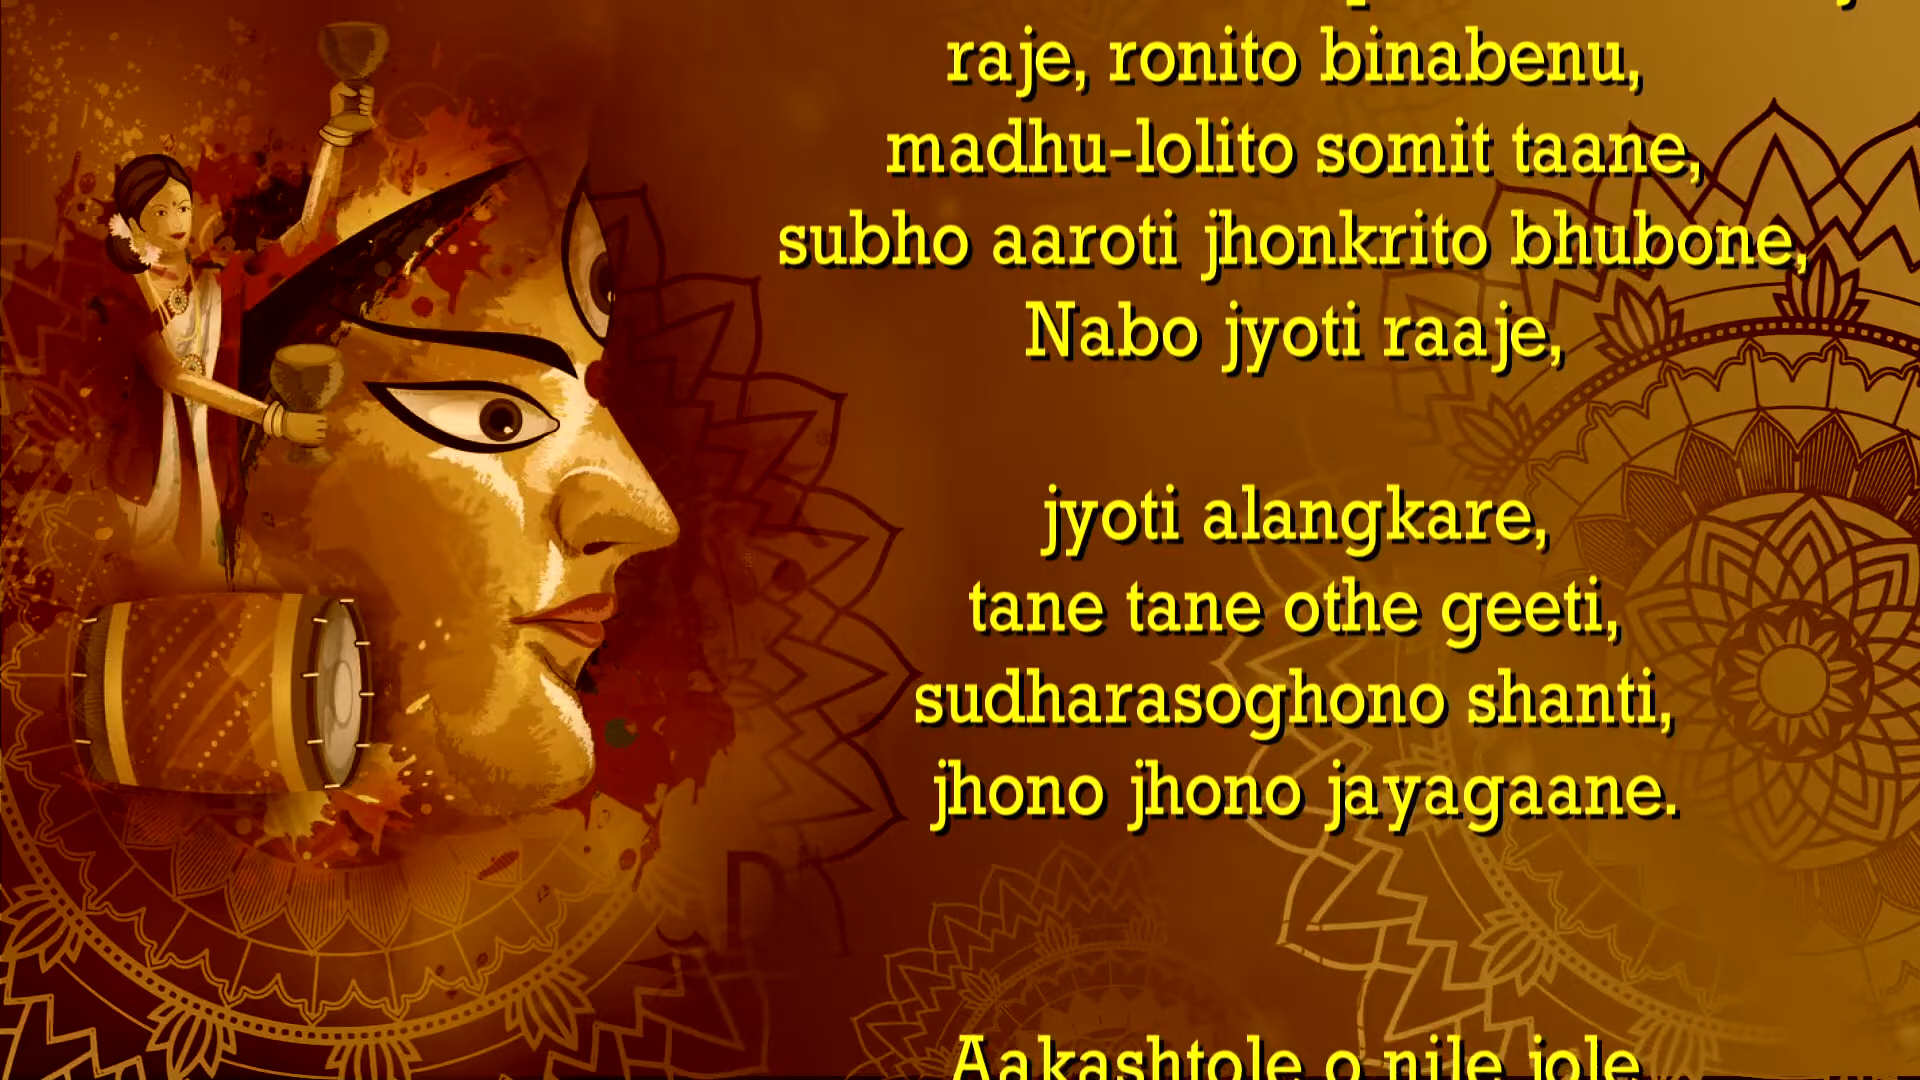 raje, ronito binabenu,
madhu-lolito somit taane,
subho aaroti jhonkrito bhubone,
Nabo jyoti raaje,
jyoti alangkare,
tane tane othe geeti,
sudharasoghono shanti,
jhono jhono jayagaane.
Aakashtole o nile jole